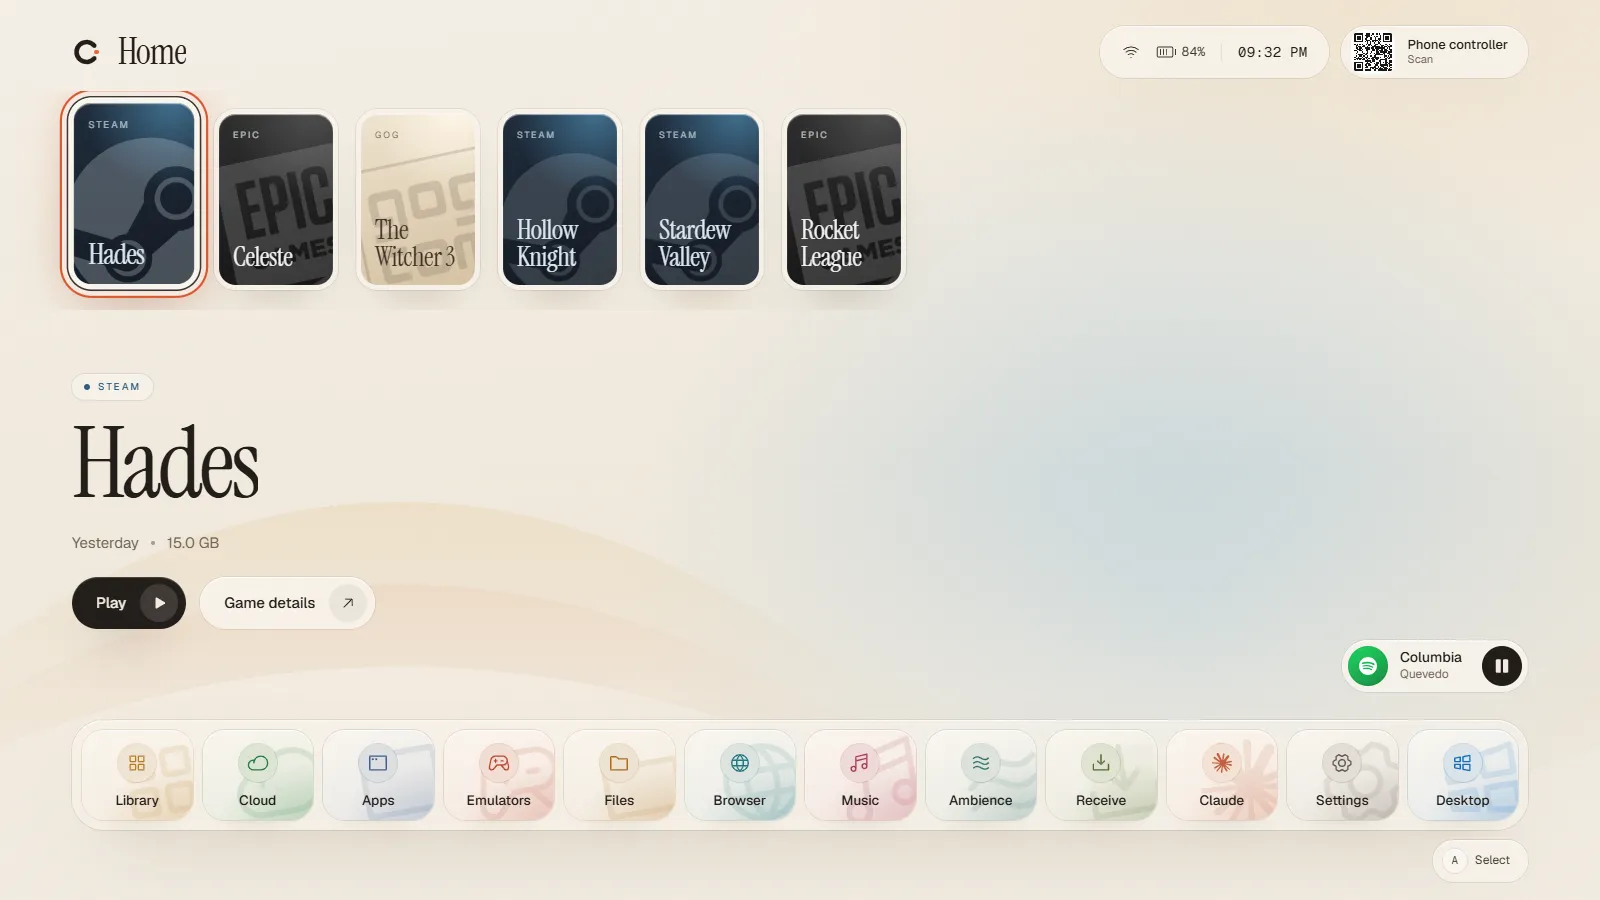 Home
84%
09:32 PM
Phone controller
Scan
STEAM
Hades
EPIC
EPIC
Celeste
GOG
The
Witcher 3
STEAM
Hollow
Knight
STEAM
Stardew
Valley
EPIC
EPIC
Rocket
League
STEAM
Hades
Yesterday • 15.0 GB
Play
Game details
Columbia
Quevedo
Library
Cloud
Apps
Emulators
Files
Browser
Music
Ambience
Receive
Claude
Settings
Desktop
A Select